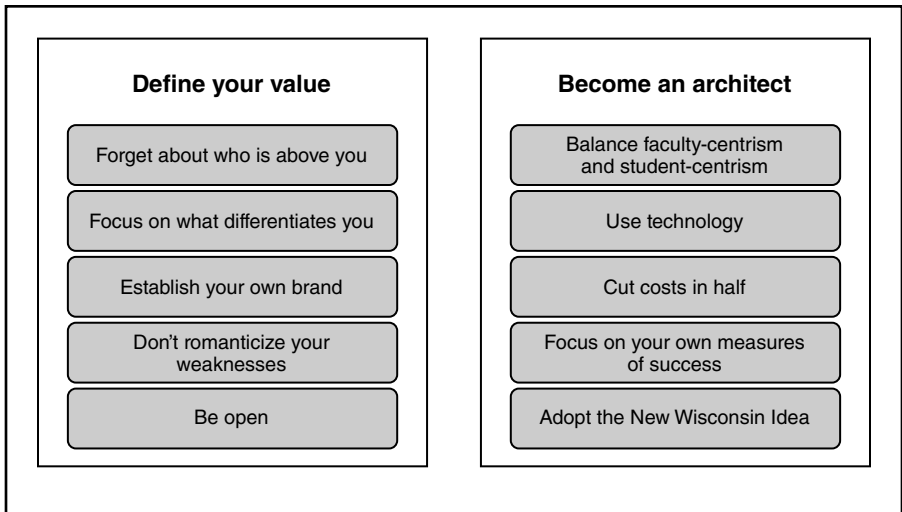 Define your value
Forget about who is above you
Focus on what differentiates you
Establish your own brand
Don’t romanticize your
weaknesses
Be open
Become an architect
Balance faculty-centrism
and student-centrism
Use technology
Cut costs in half
Focus on your own measures
of success
Adopt the New Wisconsin Idea